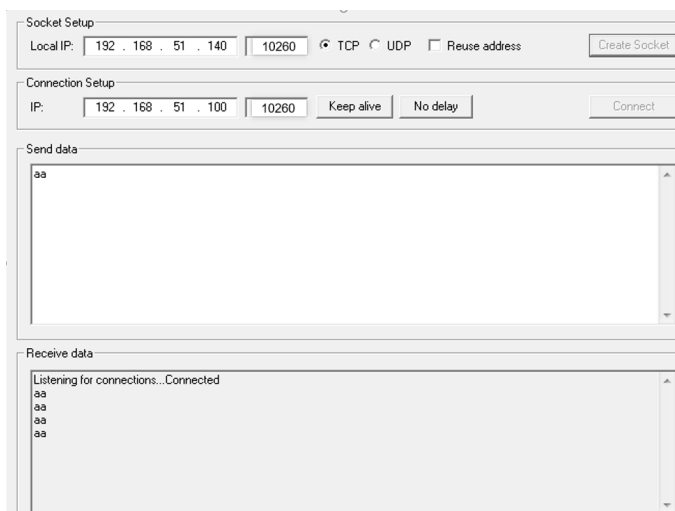 Socket Setup
Local IP: 192 . 168 . 51 . 140 10260 TCP UDP Reuse address Create Socket
Connection Setup
IP: 192 . 168 . 51 . 100 10260 Keep alive No delay Connect
Send data
aa
Receive data
Listening for connections...Connected
aa
aa
aa
aa